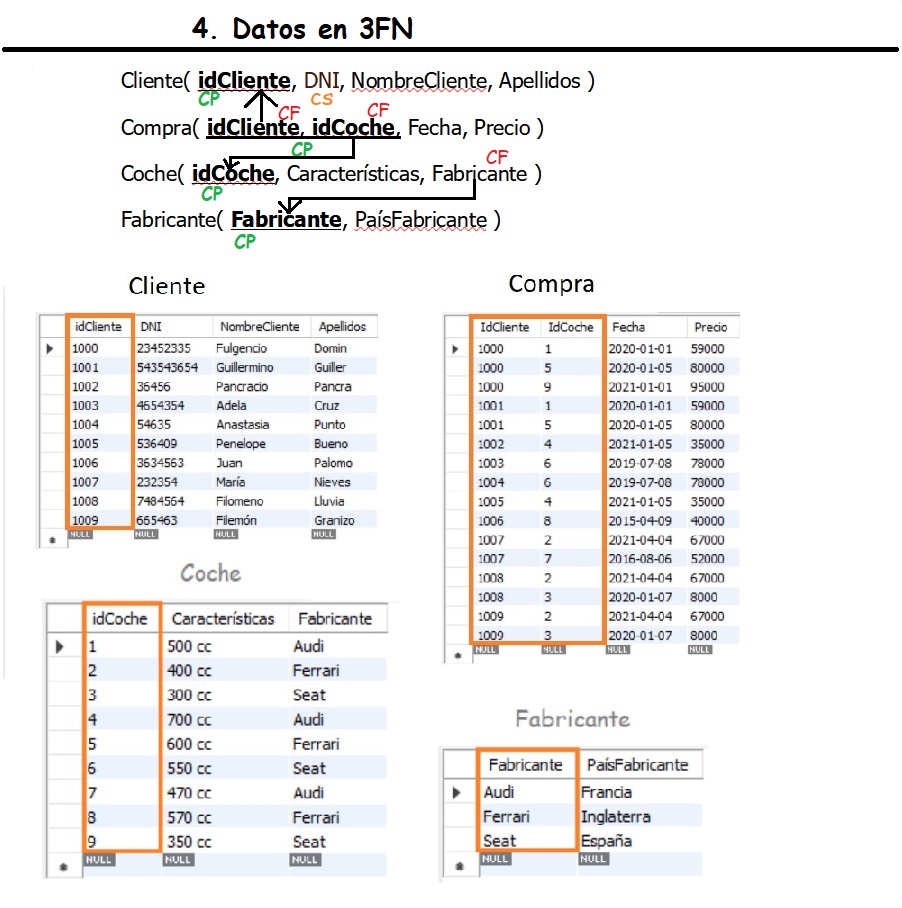 4. Datos en 3FN
Cliente( idCliente, DNI, NombreCliente, Apellidos )
CP CS
CF CF
Compra( idCliente, idCoche, Fecha, Precio )
CP
CF
Coche( idCoche, Características, Fabricante )
CP
Fabricante( Fabricante, PaísFabricante )
CP
Cliente
idCliente DNI NombreCliente Apellidos
1000 23452335 Fulgencio Domin
1001 543543654 Guillermino Guiller
1002 36456 Pancracio Pancra
1003 4654354 Adela Cruz
1004 54635 Anastasia Punto
1005 536409 Penelope Bueno
1006 3634563 Juan Palomo
1007 232354 María Nieves
1008 7484564 Filomeno Lluvia
1009 665463 Filemón Granizo
NULL NULL NULL NULL
Compra
IdCliente IdCoche Fecha Precio
1000 1 2020-01-01 59000
1000 5 2020-01-05 80000
1000 9 2021-01-01 95000
1001 1 2020-01-01 59000
1001 5 2020-01-05 80000
1002 4 2021-01-05 35000
1003 6 2019-07-08 78000
1004 6 2019-07-08 78000
1005 4 2021-01-05 35000
1006 8 2015-04-09 40000
1007 2 2021-04-04 67000
1007 7 2016-08-06 52000
1008 2 2021-04-04 67000
1008 3 2020-01-07 8000
1009 2 2021-04-04 67000
1009 3 2020-01-07 8000
NULL NULL NULL NULL
Coche
idCoche Características Fabricante
1 500 cc Audi
2 400 cc Ferrari
3 300 cc Seat
4 700 cc Audi
5 600 cc Ferrari
6 550 cc Seat
7 470 cc Audi
8 570 cc Ferrari
9 350 cc Seat
NULL NULL NULL
Fabricante
Fabricante PaísFabricante
Audi Francia
Ferrari Inglaterra
Seat España
NULL NULL